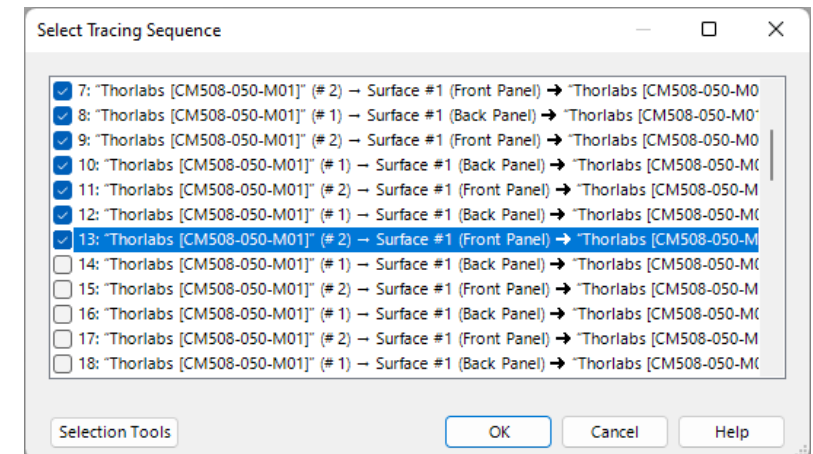 Select Tracing Sequence
7: "Thorlabs [CM508-050-M01]" (# 2) → Surface #1 (Front Panel) ➔ "Thorlabs [CM508-050-M0
8: "Thorlabs [CM508-050-M01]" (# 1) → Surface #1 (Back Panel) ➔ "Thorlabs [CM508-050-M01
9: "Thorlabs [CM508-050-M01]" (# 2) → Surface #1 (Front Panel) ➔ "Thorlabs [CM508-050-M0
10: "Thorlabs [CM508-050-M01]" (# 1) → Surface #1 (Back Panel) ➔ "Thorlabs [CM508-050-M0
11: "Thorlabs [CM508-050-M01]" (# 2) → Surface #1 (Front Panel) ➔ "Thorlabs [CM508-050-M
12: "Thorlabs [CM508-050-M01]" (# 1) → Surface #1 (Back Panel) ➔ "Thorlabs [CM508-050-M0
13: "Thorlabs [CM508-050-M01]" (# 2) → Surface #1 (Front Panel) ➔ "Thorlabs [CM508-050-M
14: "Thorlabs [CM508-050-M01]" (# 1) → Surface #1 (Back Panel) ➔ "Thorlabs [CM508-050-M0
15: "Thorlabs [CM508-050-M01]" (# 2) → Surface #1 (Front Panel) ➔ "Thorlabs [CM508-050-M
16: "Thorlabs [CM508-050-M01]" (# 1) → Surface #1 (Back Panel) ➔ "Thorlabs [CM508-050-M0
17: "Thorlabs [CM508-050-M01]" (# 2) → Surface #1 (Front Panel) ➔ "Thorlabs [CM508-050-M
18: "Thorlabs [CM508-050-M01]" (# 1) → Surface #1 (Back Panel) ➔ "Thorlabs [CM508-050-M0
Selection Tools OK Cancel Help